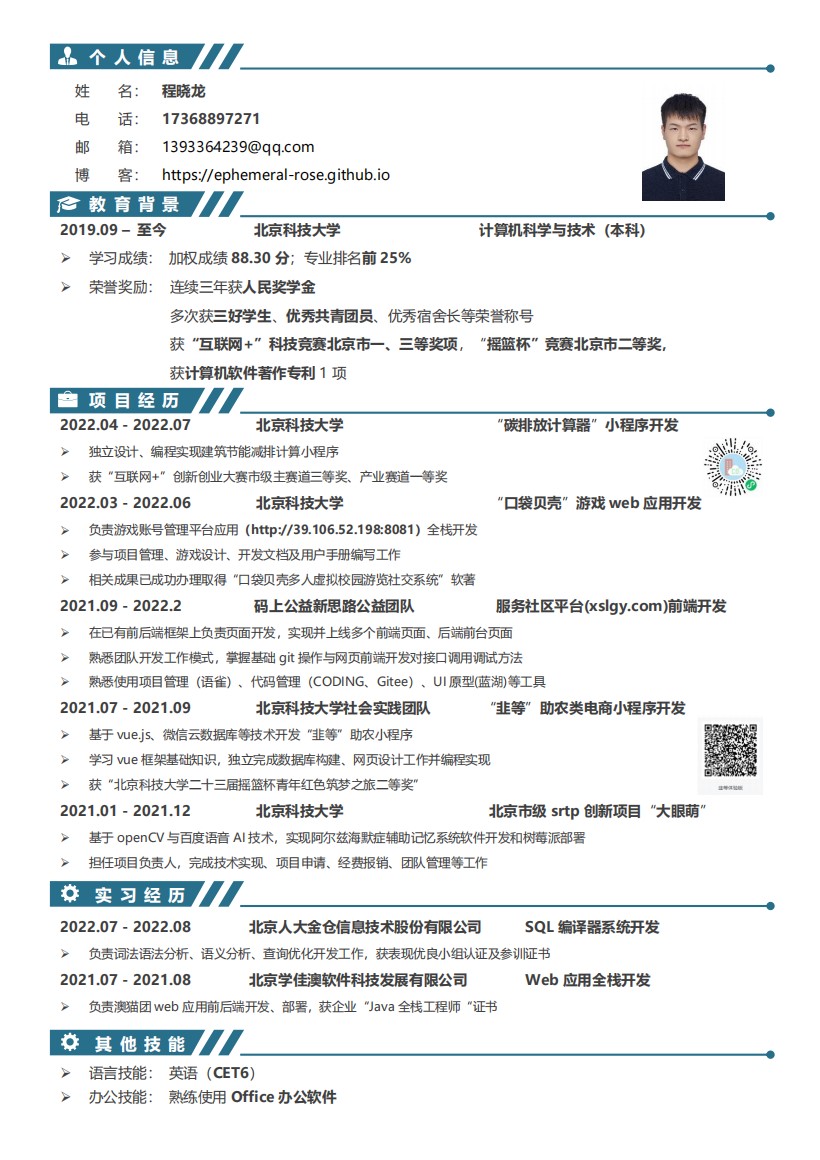 个人信息
姓 名： 程晓龙
电 话： 17368897271
邮 箱： 1393364239@qq.com
博 客： https://ephemeral-rose.github.io
教育背景
2019.09 – 至今 北京科技大学 计算机科学与技术（本科）
学习成绩： 加权成绩 88.30 分；专业排名前 25%
荣誉奖励： 连续三年获人民奖学金
多次获三好学生、优秀共青团员、优秀宿舍长等荣誉称号
获“互联网+”科技竞赛北京市一、三等奖项，“摇篮杯”竞赛北京市二等奖，
获计算机软件著作专利 1 项
项目经历
2022.04 - 2022.07 北京科技大学 “碳排放计算器”小程序开发
独立设计、编程实现建筑节能减排计算小程序
获“互联网+”创新创业大赛市级主赛道三等奖、产业赛道一等奖
2022.03 - 2022.06 北京科技大学 “口袋贝壳”游戏 web 应用开发
负责游戏账号管理平台应用（http://39.106.52.198:8081）全栈开发
参与项目管理、游戏设计、开发文档及用户手册编写工作
相关成果已成功办理取得“口袋贝壳多人虚拟校园游览社交系统”软著
2021.09 - 2022.2 码上公益新思路公益团队 服务社区平台(xslgy.com)前端开发
在已有前后端框架上负责页面开发，实现并上线多个前端页面、后端前台页面
熟悉团队开发工作模式，掌握基础 git 操作与网页前端开发对接口调用调试方法
熟悉使用项目管理（语雀）、代码管理（CODING、Gitee）、UI 原型(蓝湖)等工具
2021.07 - 2021.09 北京科技大学社会实践团队 “韭等”助农类电商小程序开发
基于 vue.js、微信云数据库等技术开发“韭等”助农小程序
学习 vue 框架基础知识，独立完成数据库构建、网页设计工作并编程实现
获“北京科技大学二十三届摇篮杯青年红色筑梦之旅二等奖”
2021.01 - 2021.12 北京科技大学 北京市级 srtp 创新项目“大眼萌”
基于 openCV 与百度语音 AI 技术，实现阿尔兹海默症辅助记忆系统软件开发和树莓派部署
担任项目负责人，完成技术实现、项目申请、经费报销、团队管理等工作
实习经历
2022.07 - 2022.08 北京人大金仓信息技术股份有限公司 SQL 编译器系统开发
负责词法语法分析、语义分析、查询优化开发工作，获表现优良小组认证及参训证书
2021.07 - 2021.08 北京学佳澳软件科技发展有限公司 Web 应用全栈开发
负责澳猫团 web 应用前后端开发、部署，获企业“Java 全栈工程师“证书
其他技能
语言技能： 英语（CET6）
办公技能： 熟练使用 Office 办公软件